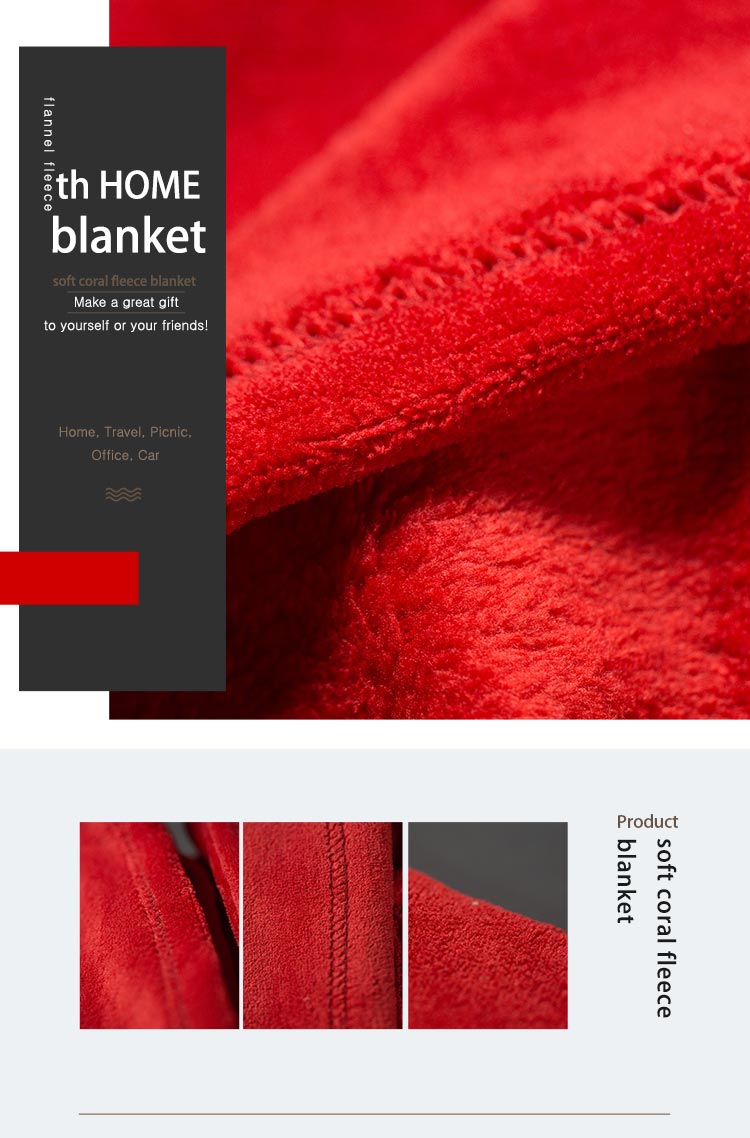 flannel fleece
th HOME
blanket
soft coral fleece blanket
Make a great gift
to yourself or your friends!
Home, Travel, Picnic,
Office, Car
Product
soft coral fleece
blanket